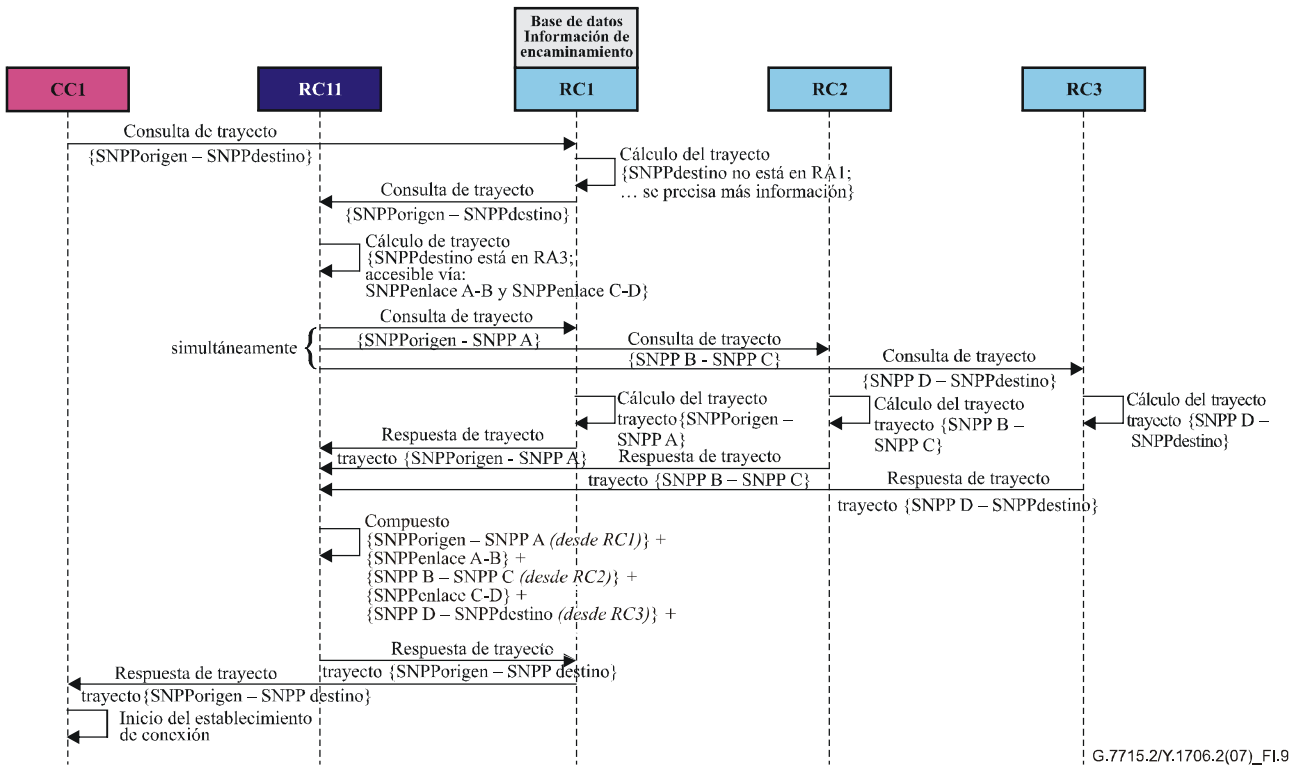 Base de datos
Información de
encaminamiento
CC1
RC11
RC1
RC2
RC3
Consulta de trayecto
{SNPPorigen – SNPPdestino}
Cálculo del trayecto
{SNPPdestino no está en RA1;
… se precisa más información}
Consulta de trayecto
{SNPPorigen – SNPPdestino}
Cálculo de trayecto
{SNPPdestino está en RA3;
accesible vía:
SNPPenlace A-B y SNPPenlace C-D}
simultáneamente
Consulta de trayecto
{SNPPorigen - SNPP A}
Consulta de trayecto
{SNPP B - SNPP C}
Consulta de trayecto
{SNPP D – SNPPdestino}
Cálculo del trayecto
trayecto{SNPPorigen –
SNPP A}
Cálculo del trayecto
trayecto {SNPP B –
SNPP C}
Cálculo del trayecto
trayecto {SNPP D –
SNPPdestino}
Respuesta de trayecto
trayecto {SNPPorigen - SNPP A}
Respuesta de trayecto
trayecto {SNPP B – SNPP C}
Respuesta de trayecto
trayecto {SNPP D – SNPPdestino}
Compuesto
{SNPPorigen – SNPP A (desde RC1)} +
{SNPPenlace A-B} +
{SNPP B – SNPP C (desde RC2)} +
{SNPPenlace C-D} +
{SNPP D – SNPPdestino (desde RC3)} +
Respuesta de trayecto
trayecto {SNPPorigen – SNPP destino}
Respuesta de trayecto
trayecto{SNPPorigen – SNPP destino}
Inicio del establecimiento
de conexión
G.7715.2/Y.1706.2(07)_FI.9